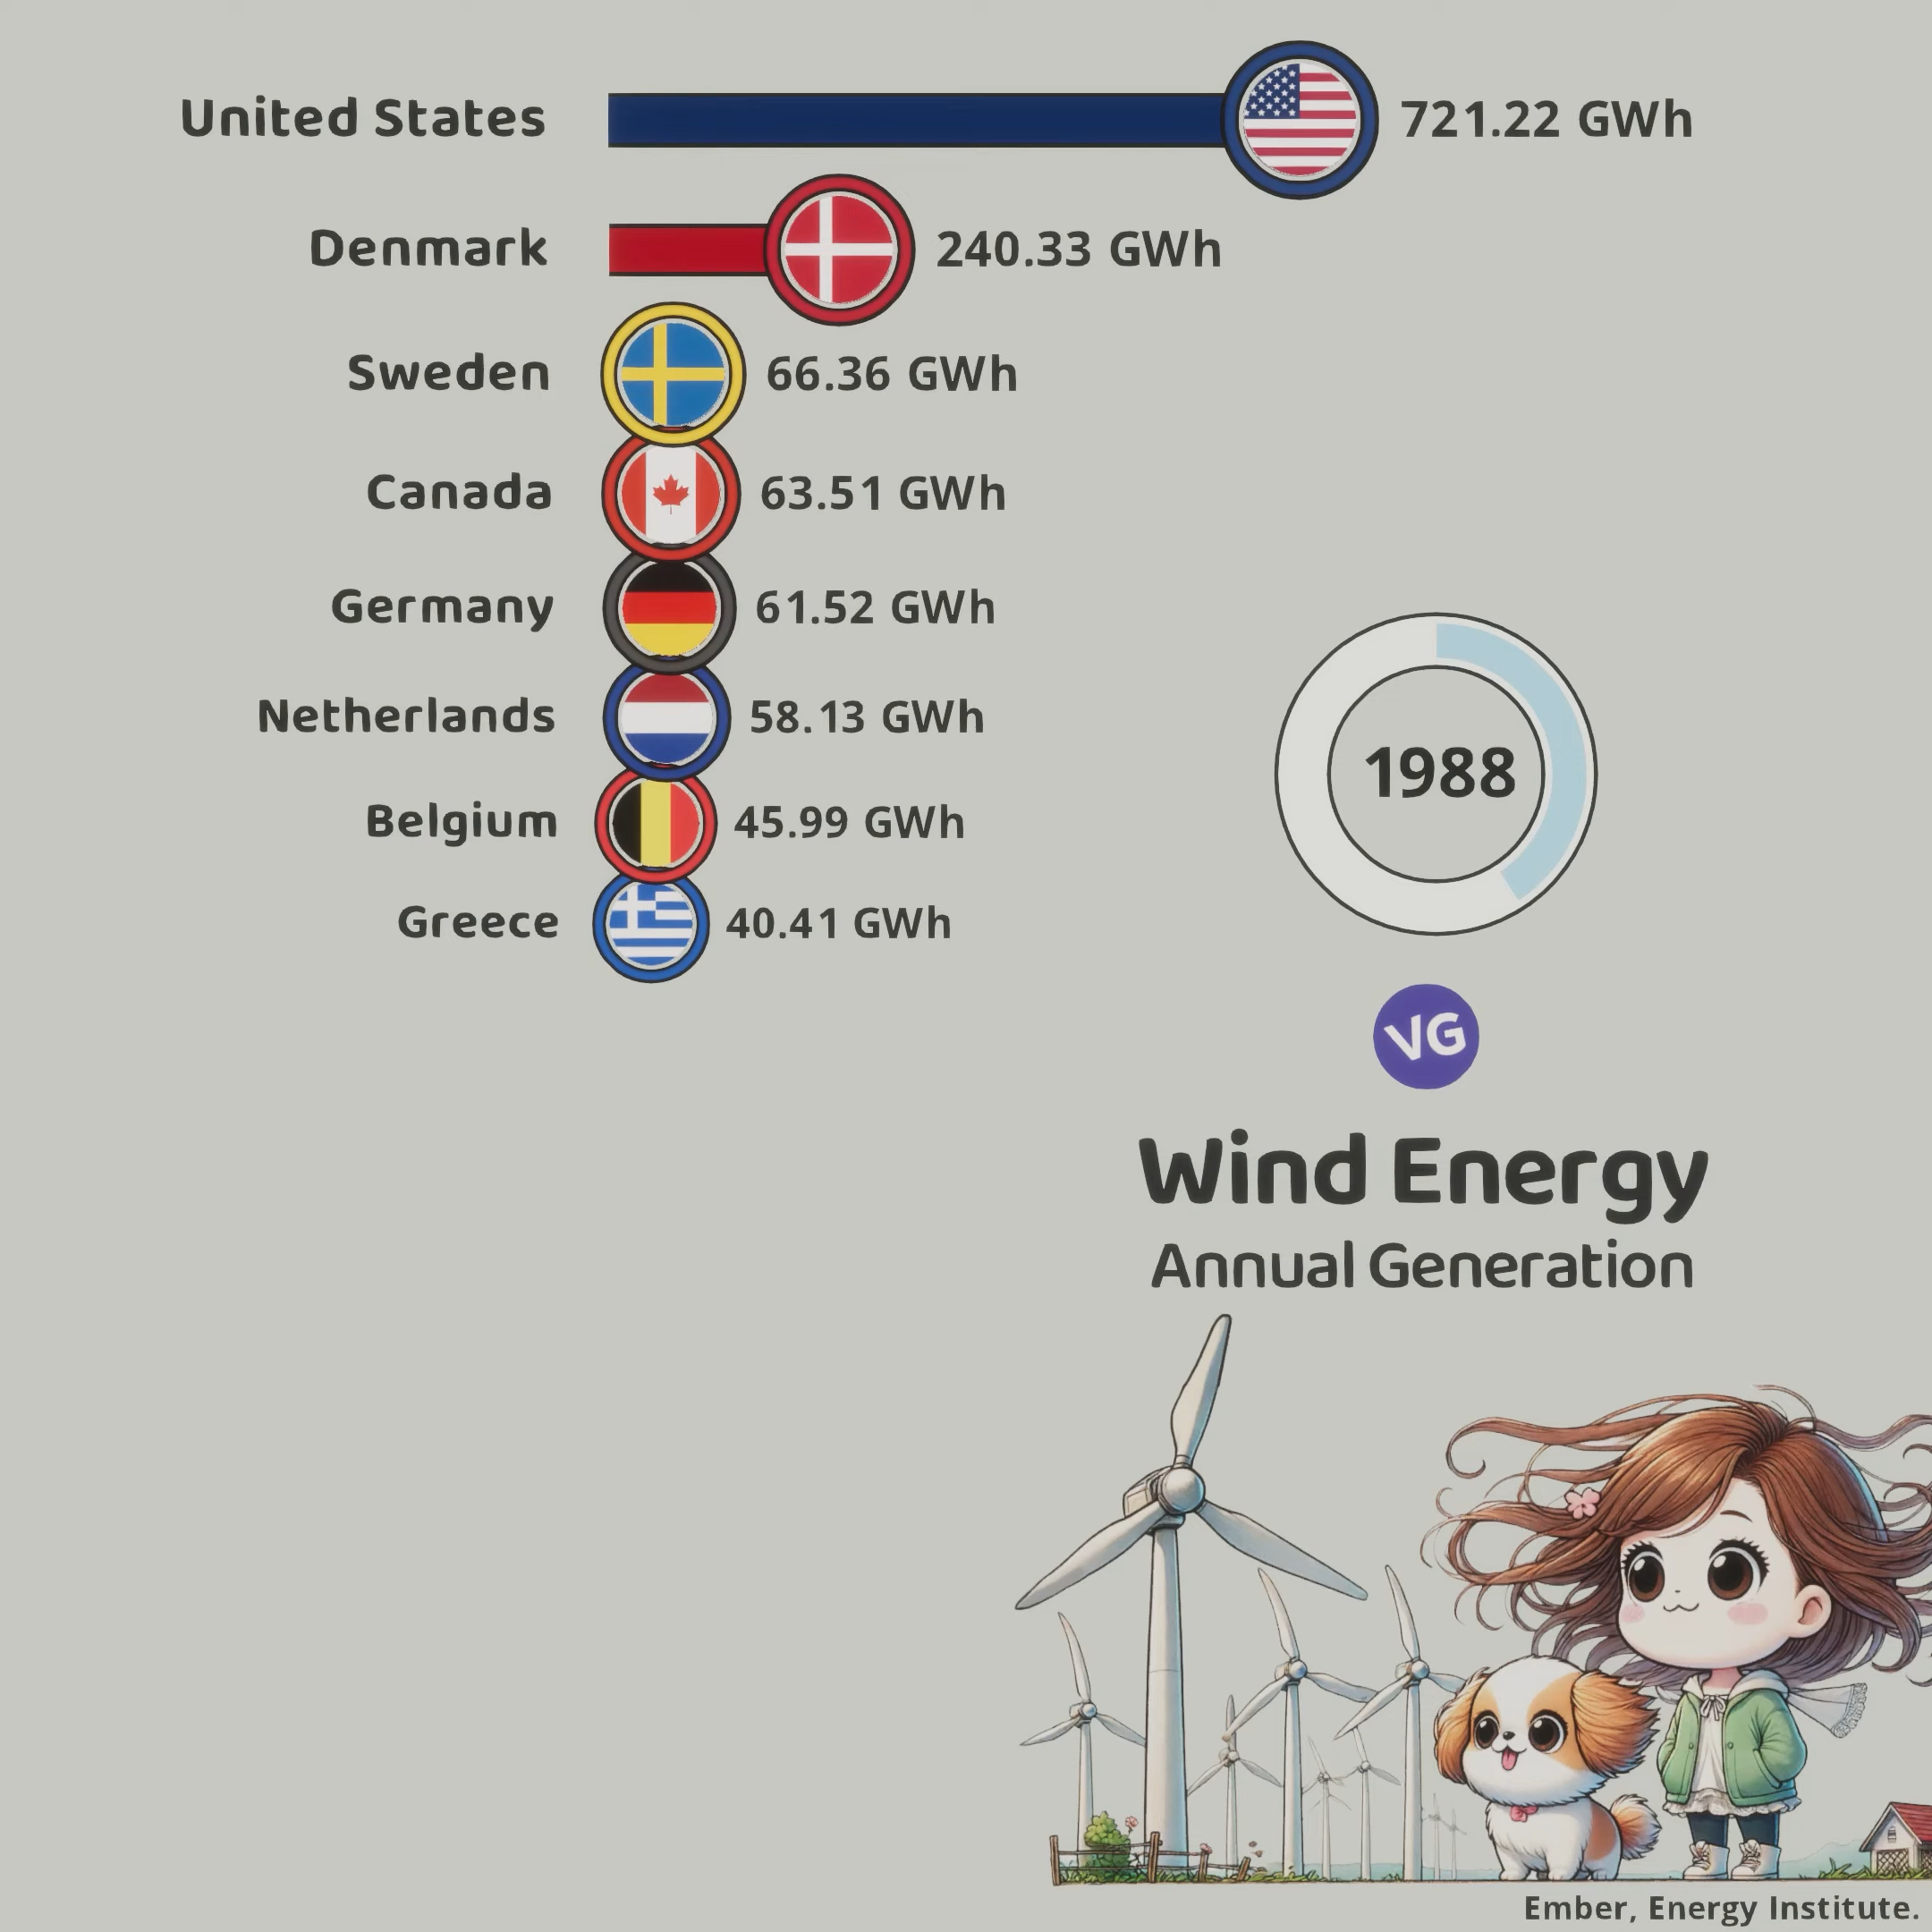 United States 721.22 GWh
Denmark 240.33 GWh
Sweden 66.36 GWh
Canada 63.51 GWh
Germany 61.52 GWh
Netherlands 58.13 GWh
Belgium 45.99 GWh
Greece 40.41 GWh
1988
VG
Wind Energy
Annual Generation
Ember, Energy Institute.